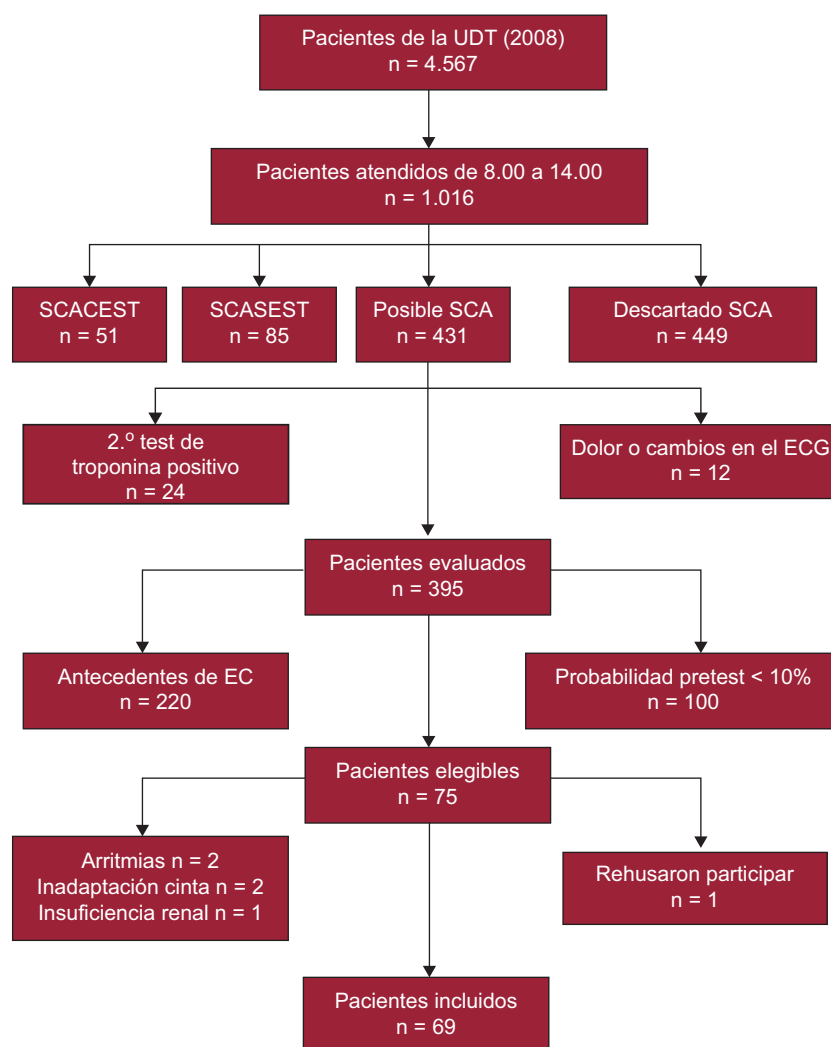 Pacientes de la UDT (2008)
n = 4.567
Pacientes atendidos de 8.00 a 14.00
n = 1.016
SCACEST
n = 51
SCASEST
n = 85
Posible SCA
n = 431
Descartado SCA
n = 449
2.º test de
troponina positivo
n = 24
Dolor o cambios en el ECG
n = 12
Pacientes evaluados
n = 395
Antecedentes de EC
n = 220
Probabilidad pretest < 10%
n = 100
Pacientes elegibles
n = 75
Arritmias n = 2
Inadaptación cinta n = 2
Insuficiencia renal n = 1
Rehusaron participar
n = 1
Pacientes incluidos
n = 69